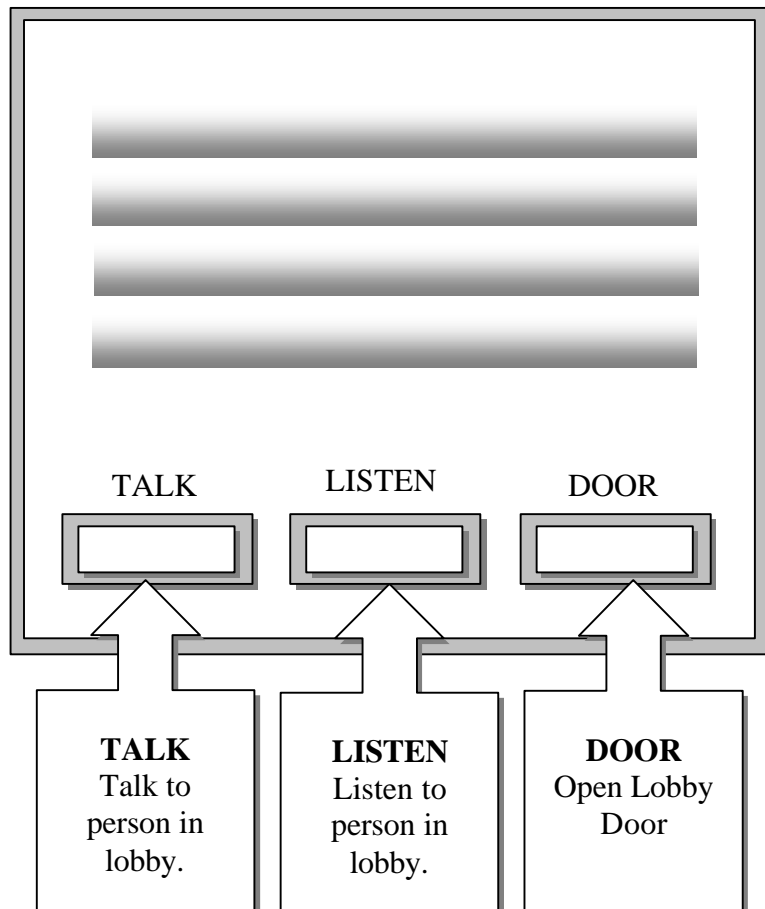 TALK
LISTEN
DOOR
TALK
Talk to
person in
lobby.
LISTEN
Listen to
person in
lobby.
DOOR
Open Lobby
Door